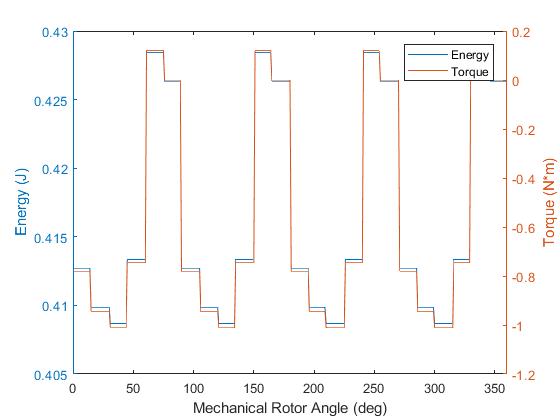 0.43
0.425
0.42
0.415
0.41
0.405
Energy (J)
0.2
0
-0.2
-0.4
-0.6
-0.8
-1
-1.2
Torque (N*m)
Energy
Torque
0 50 100 150 200 250 300 350
Mechanical Rotor Angle (deg)